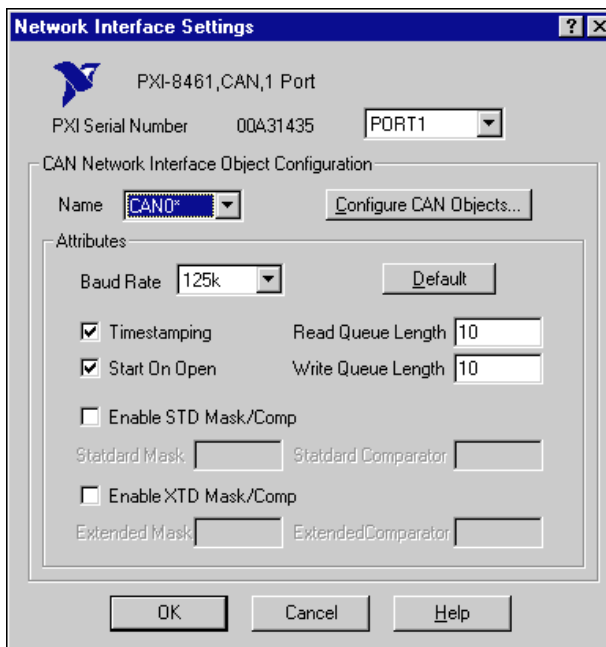 Network Interface Settings
PXI-8461,CAN,1 Port
PXI Serial Number 00A31435 PORT1
CAN Network Interface Object Configuration
Name CAN0* Configure CAN Objects...
Attributes
Baud Rate 125k Default
Timestamping Read Queue Length 10
Start On Open Write Queue Length 10
Enable STD Mask/Comp
Statdard Mask Statdard Comparator
Enable XTD Mask/Comp
Extended Mask ExtendedComparator
OK Cancel Help